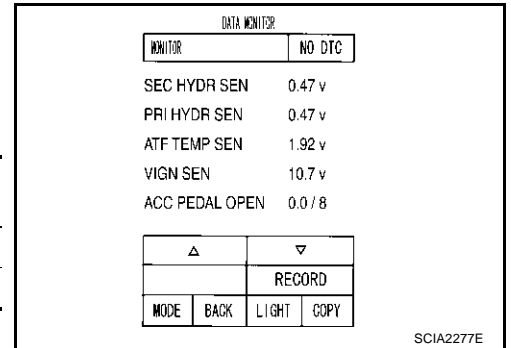 DATA MONITOR
MONITOR NO DTC
SEC HYDR SEN 0.47 v
PRI HYDR SEN 0.47 v
ATF TEMP SEN 1.92 v
VIGN SEN 10.7 v
ACC PEDAL OPEN 0.0 / 8
△ ▽
RECORD
MODE BACK LIGHT COPY
SCIA2277E